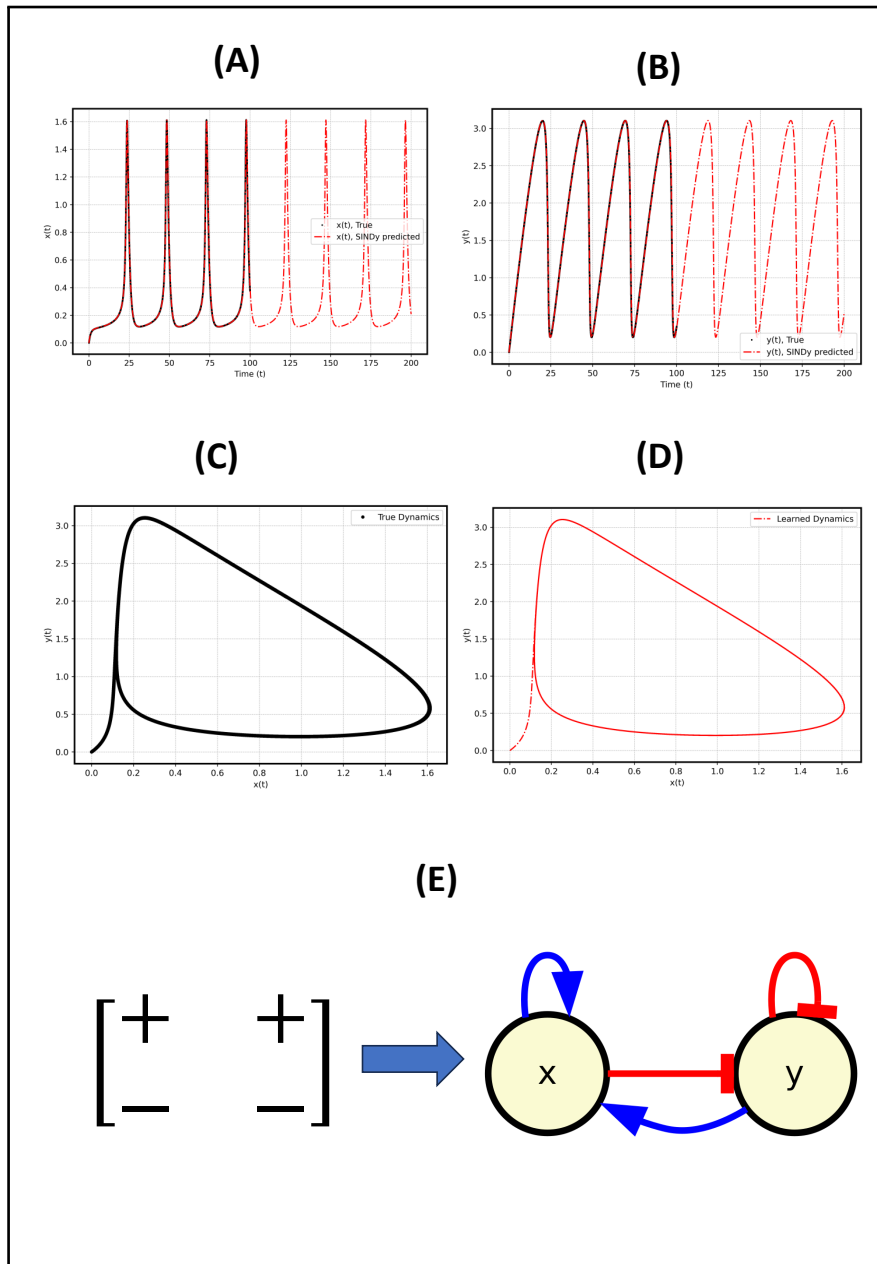 (A)
1.6
1.4
1.2
1.0
0.8
0.6
0.4
0.2
0.0
x(t)
x(t), True
x(t), SINDy predicted
0 25 50 75 100 125 150 175 200
Time (t)
(B)
3.0
2.5
2.0
1.5
1.0
0.5
0.0
y(t)
y(t), True
y(t), SINDy predicted
0 25 50 75 100 125 150 175 200
Time (t)
(C)
True Dynamics
3.0
2.5
2.0
1.5
1.0
0.5
0.0
y(t)
0.0 0.2 0.4 0.6 0.8 1.0 1.2 1.4 1.6
x(t)
(D)
Learned Dynamics
3.0
2.5
2.0
1.5
1.0
0.5
0.0
y(t)
0.0 0.2 0.4 0.6 0.8 1.0 1.2 1.4 1.6
x(t)
(E)
[+ +
− −]
x y